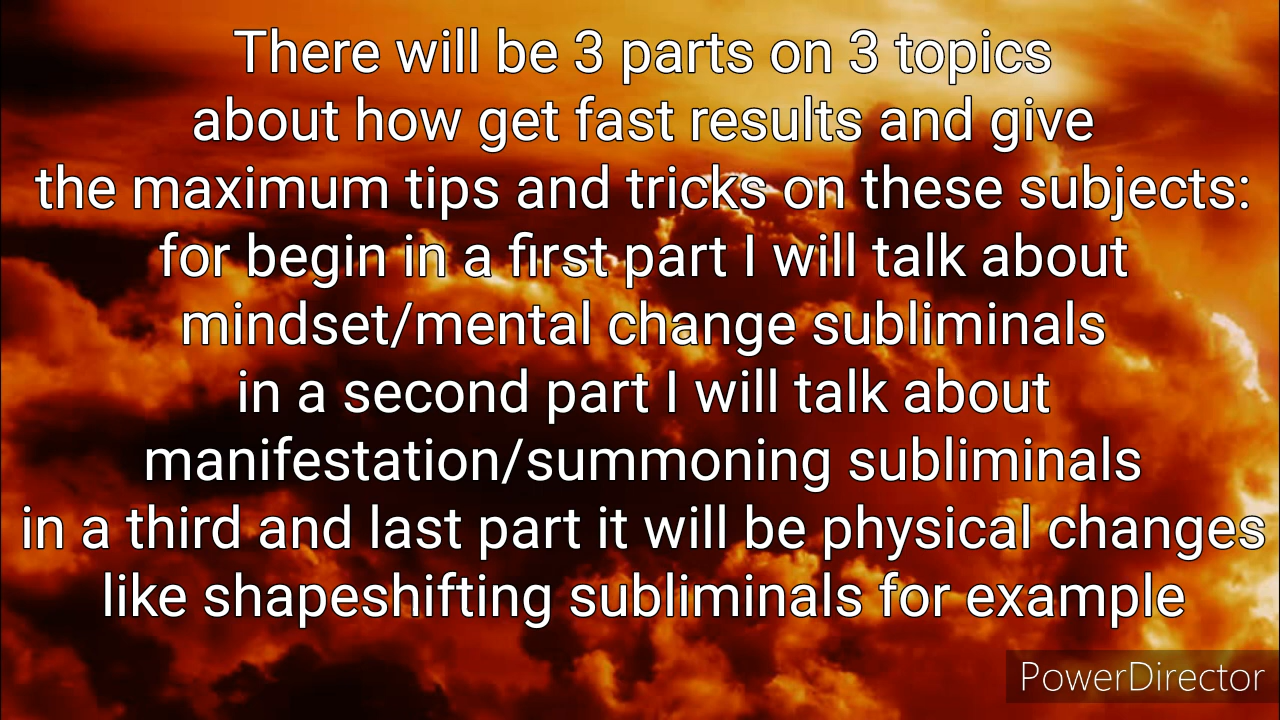 There will be 3 parts on 3 topics
about how get fast results and give
the maximum tips and tricks on these subjects:
for begin in a first part I will talk about
mindset/mental change subliminals
in a second part I will talk about
manifestation/summoning subliminals
in a third and last part it will be physical changes
like shapeshifting subliminals for example
PowerDirector